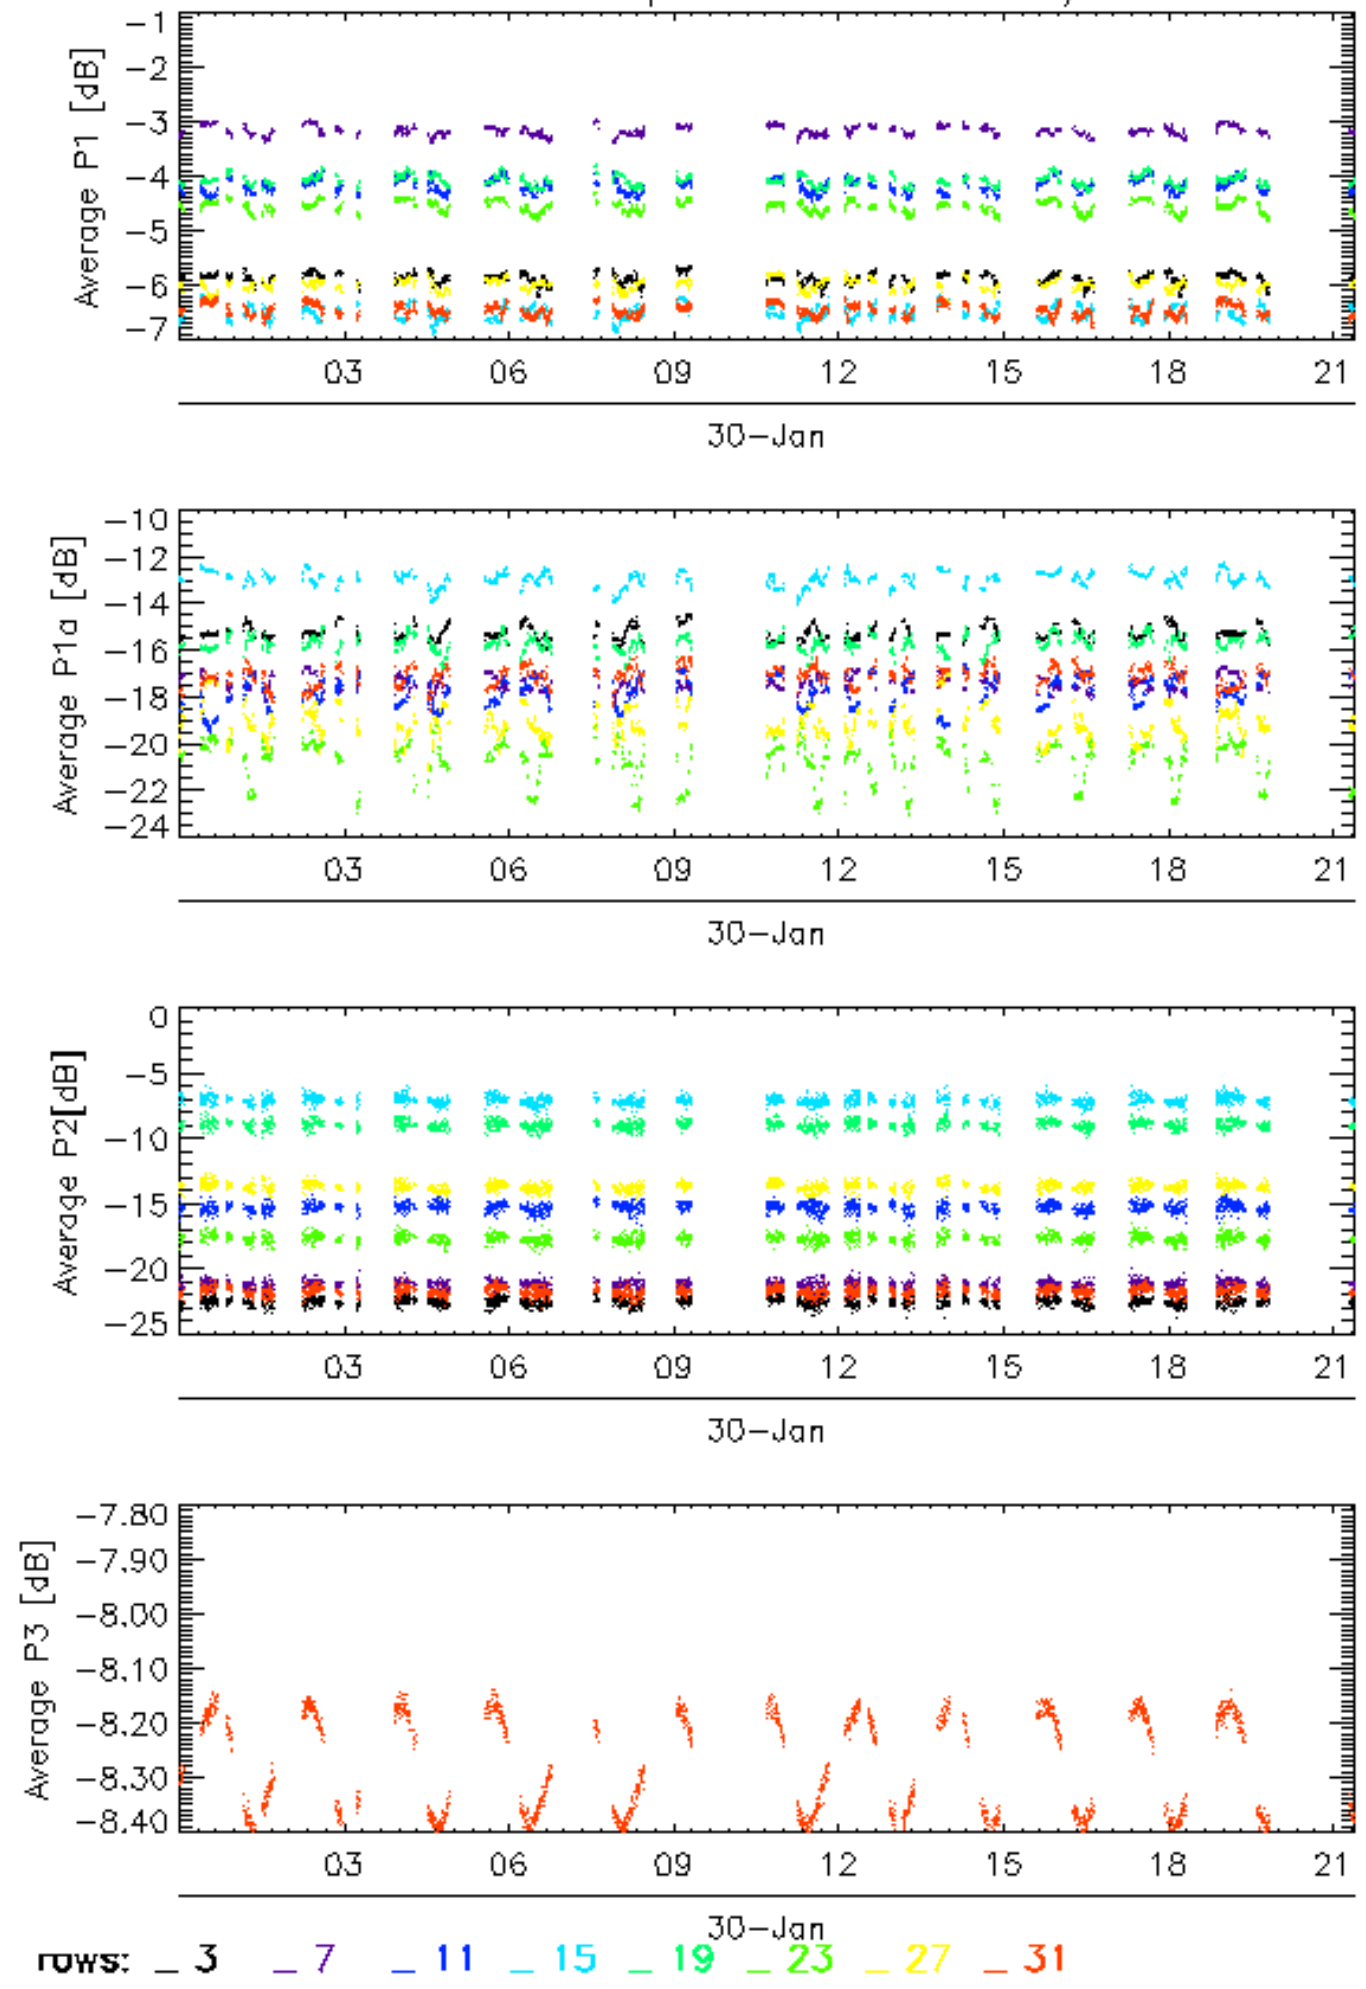 Average P1 [dB]
-1
-2
-3
-4
-5
-6
-7
03 06 09 12 15 18 21
30-Jan
Average P1a [dB]
-10
-12
-14
-16
-18
-20
-22
-24
03 06 09 12 15 18 21
30-Jan
Average P2[dB]
0
-5
-10
-15
-20
-25
03 06 09 12 15 18 21
30-Jan
Average P3 [dB]
-7.80
-7.90
-8.00
-8.10
-8.20
-8.30
-8.40
03 06 09 12 15 18 21
30-Jan
rows: _ 3 _ 7 _ 11 _ 15 _ 19 _ 23 _ 27 _ 31